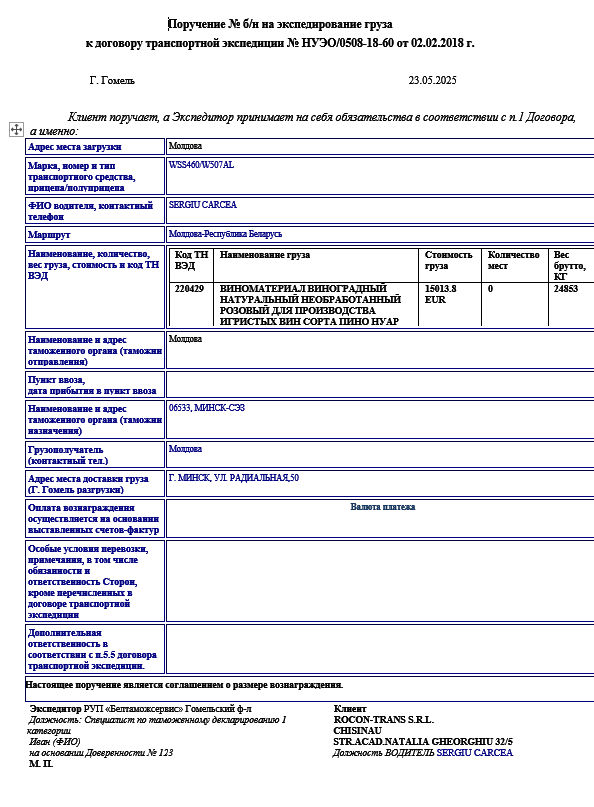 Поручение № б/н на экспедирование груза
к договору транспортной экспедиции № НУЭО/0508-18-60 от 02.02.2018 г.
Г. Гомель 23.05.2025
Клиент поручает, а Экспедитор принимает на себя обязательства в соответствии с п.1 Договора,
а именно:
Адрес места загрузки Молдова
Марка, номер и тип WSS460/W507AL
транспортного средства,
прицепа/полуприцепа
ФИО водителя, контактный SERGIU CARCEA
телефон
Маршрут Молдова-Республика Беларусь
Наименование, количество,
вес груза, стоимость и код ТН
ВЭД
Код ТН Наименование груза Стоимость Количество Вес
ВЭД груза мест брутто,
КГ
220429 ВИНОМАТЕРИАЛ ВИНОГРАДНЫЙ 15013.8 0 24853
НАТУРАЛЬНЫЙ НЕОБРАБОТАННЫЙ EUR
РОЗОВЫЙ ДЛЯ ПРОИЗВОДСТВА
ИГРИСТЫХ ВИН СОРТА ПИНО НУАР
Наименование и адрес Молдова
таможенного органа (таможни
отправления)
Пункт ввоза,
дата прибытия в пункт ввоза
Наименование и адрес 06533, МИНСК-СЭЗ
таможенного органа (таможни
назначения)
Грузополучатель Молдова
(контактный тел.)
Адрес места доставки груза Г. МИНСК, УЛ. РАДИАЛЬНАЯ,50
(Г. Гомель разгрузки)
Оплата вознаграждения Валюта платежа
осуществляется на основании
выставленных счетов-фактур
Особые условия перевозки,
примечания, в том числе
обязанности и
ответственность Сторон,
кроме перечисленных в
договоре транспортной
экспедиции
Дополнительная
ответственность в
соответствии с п.5.5 договора
транспортной экспедиции.
Настоящее поручение является соглашением о размере вознаграждения.
Экспедитор РУП «Белтаможсервис» Гомельский ф-л
Должность: Специалист по таможенному декларированию 1
категории
Иван (ФИО)
на основании Доверенности № 123
М. П.
Клиент
ROCON-TRANS S.R.L.
CHISINAU
STR.ACAD.NATALIA GHEORGHIU 32/5
Должность ВОДИТЕЛЬ SERGIU CARCEA